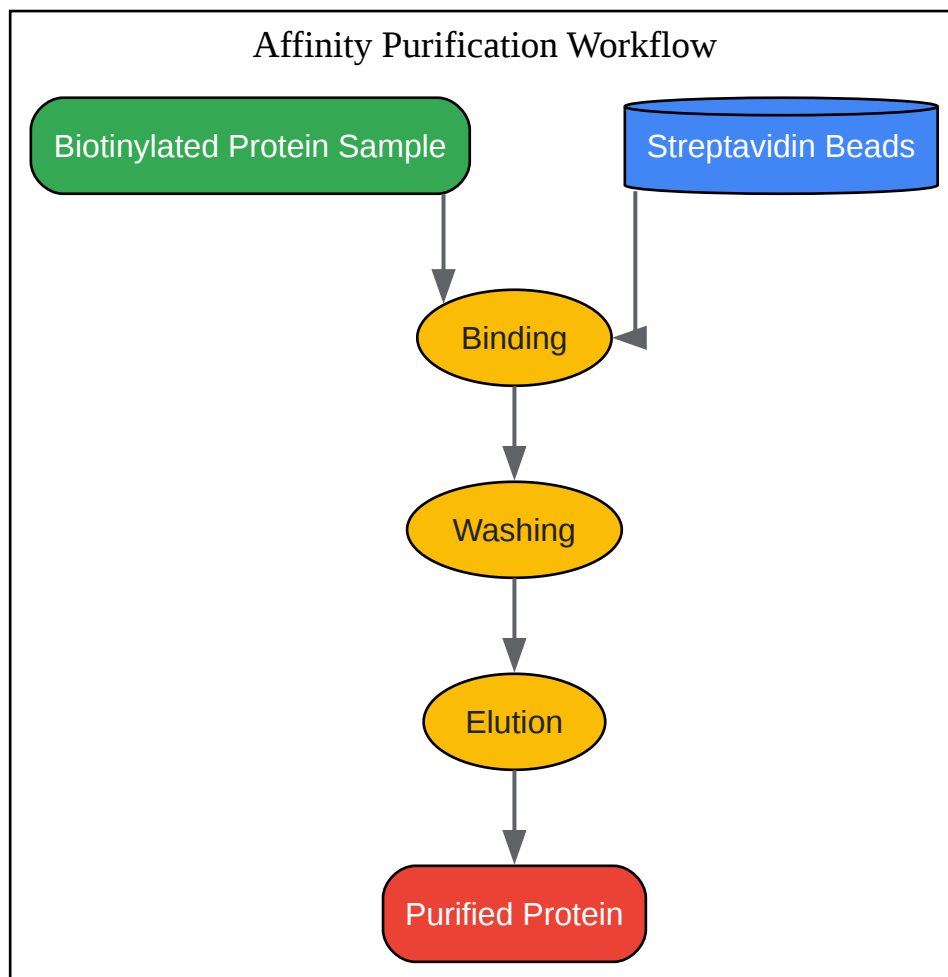 Affinity Purification Workflow
Biotinylated Protein Sample
Streptavidin Beads
Binding
Washing
Elution
Purified Protein